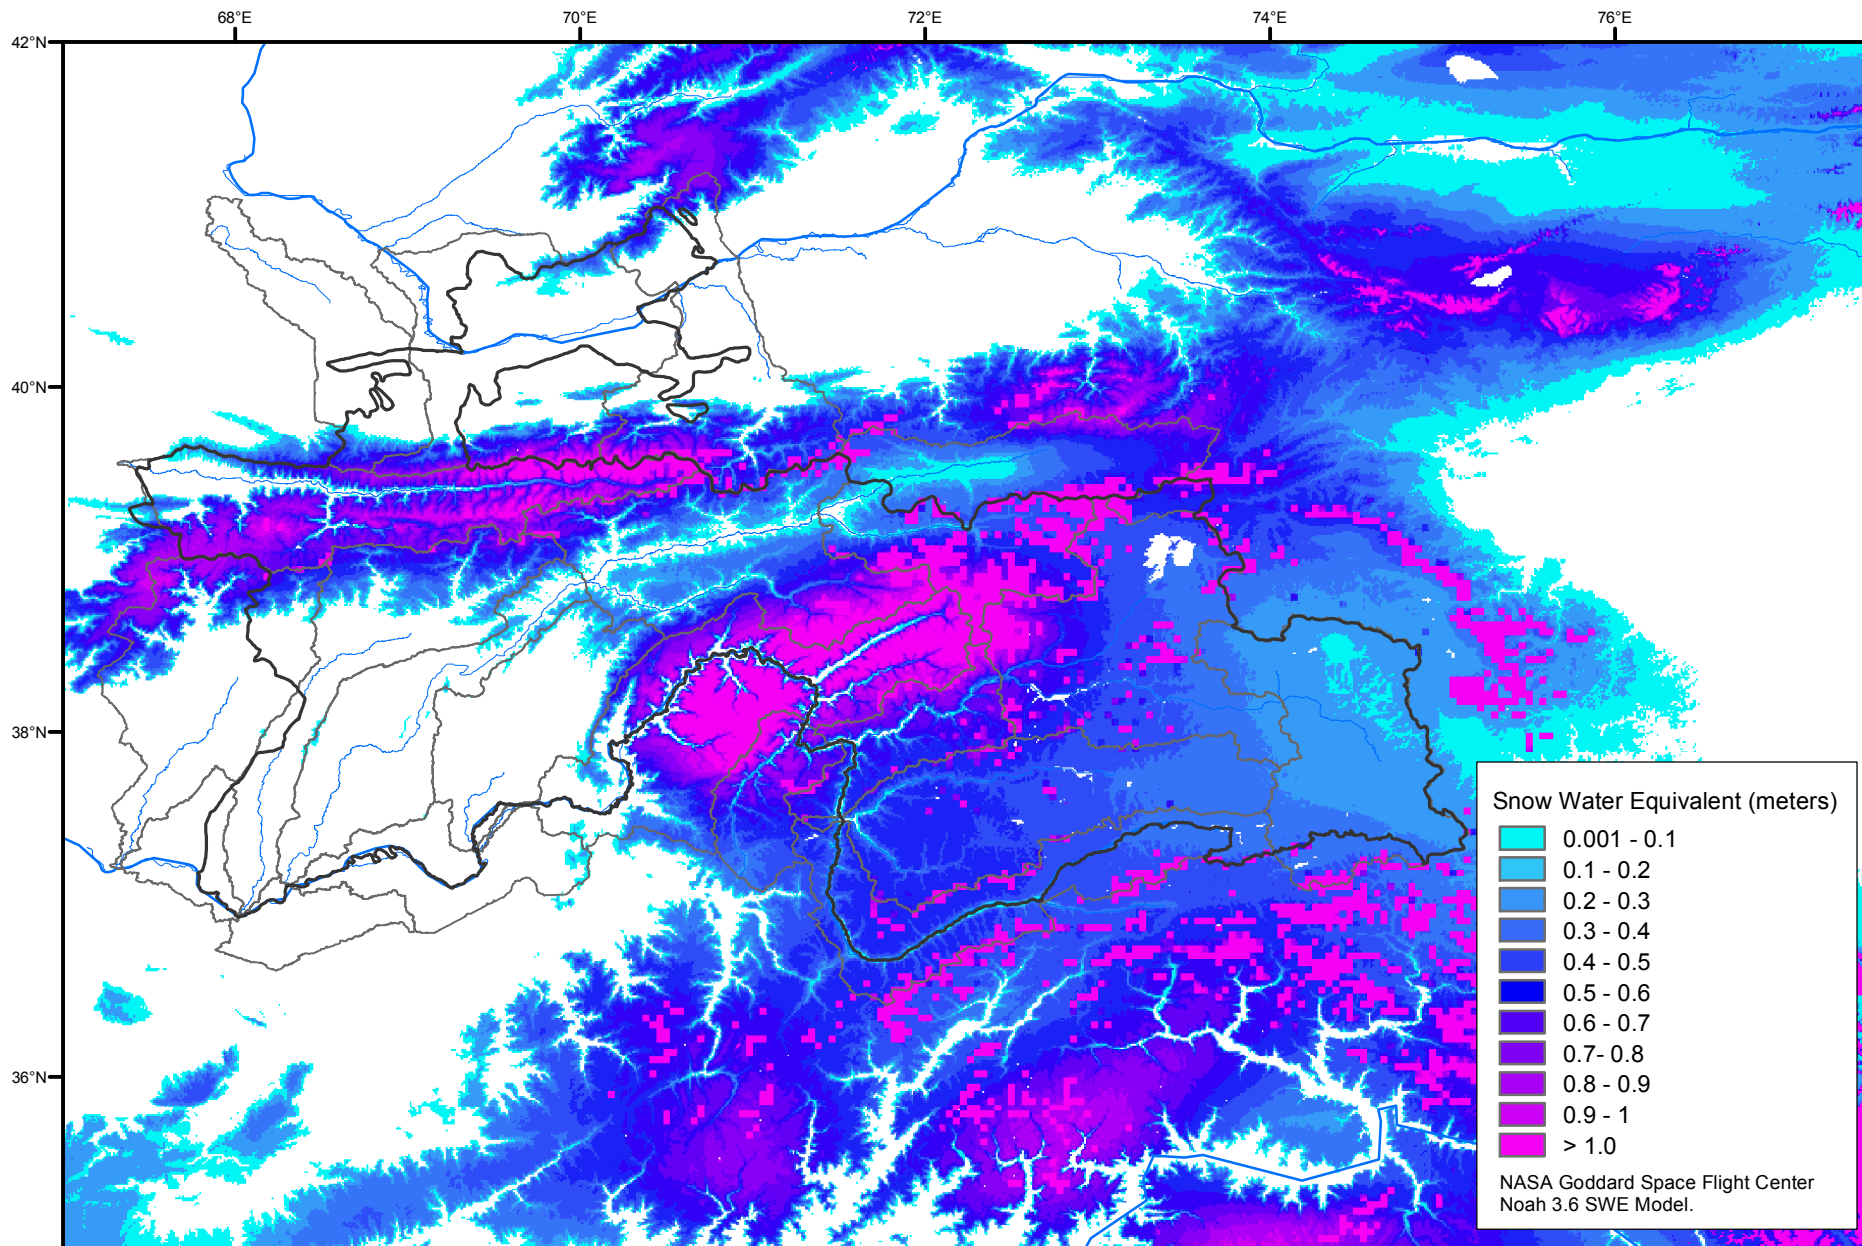 68°E 70°E 72°E 74°E 76°E
42°N
40°N
38°N
36°N
Snow Water Equivalent (meters)
0.001 - 0.1
0.1 - 0.2
0.2 - 0.3
0.3 - 0.4
0.4 - 0.5
0.5 - 0.6
0.6 - 0.7
0.7- 0.8
0.8 - 0.9
0.9 - 1
> 1.0
NASA Goddard Space Flight Center
Noah 3.6 SWE Model.